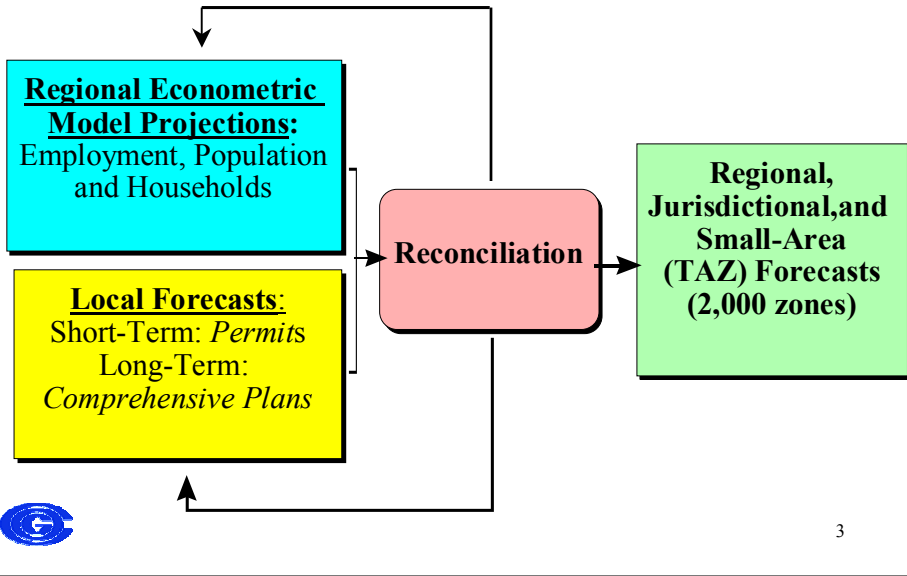 Regional Econometric
Model Projections:
Employment, Population
and Households
Local Forecasts:
Short-Term: Permits
Long-Term:
Comprehensive Plans
Reconciliation
Regional,
Jurisdictional,and
Small-Area
(TAZ) Forecasts
(2,000 zones)
3